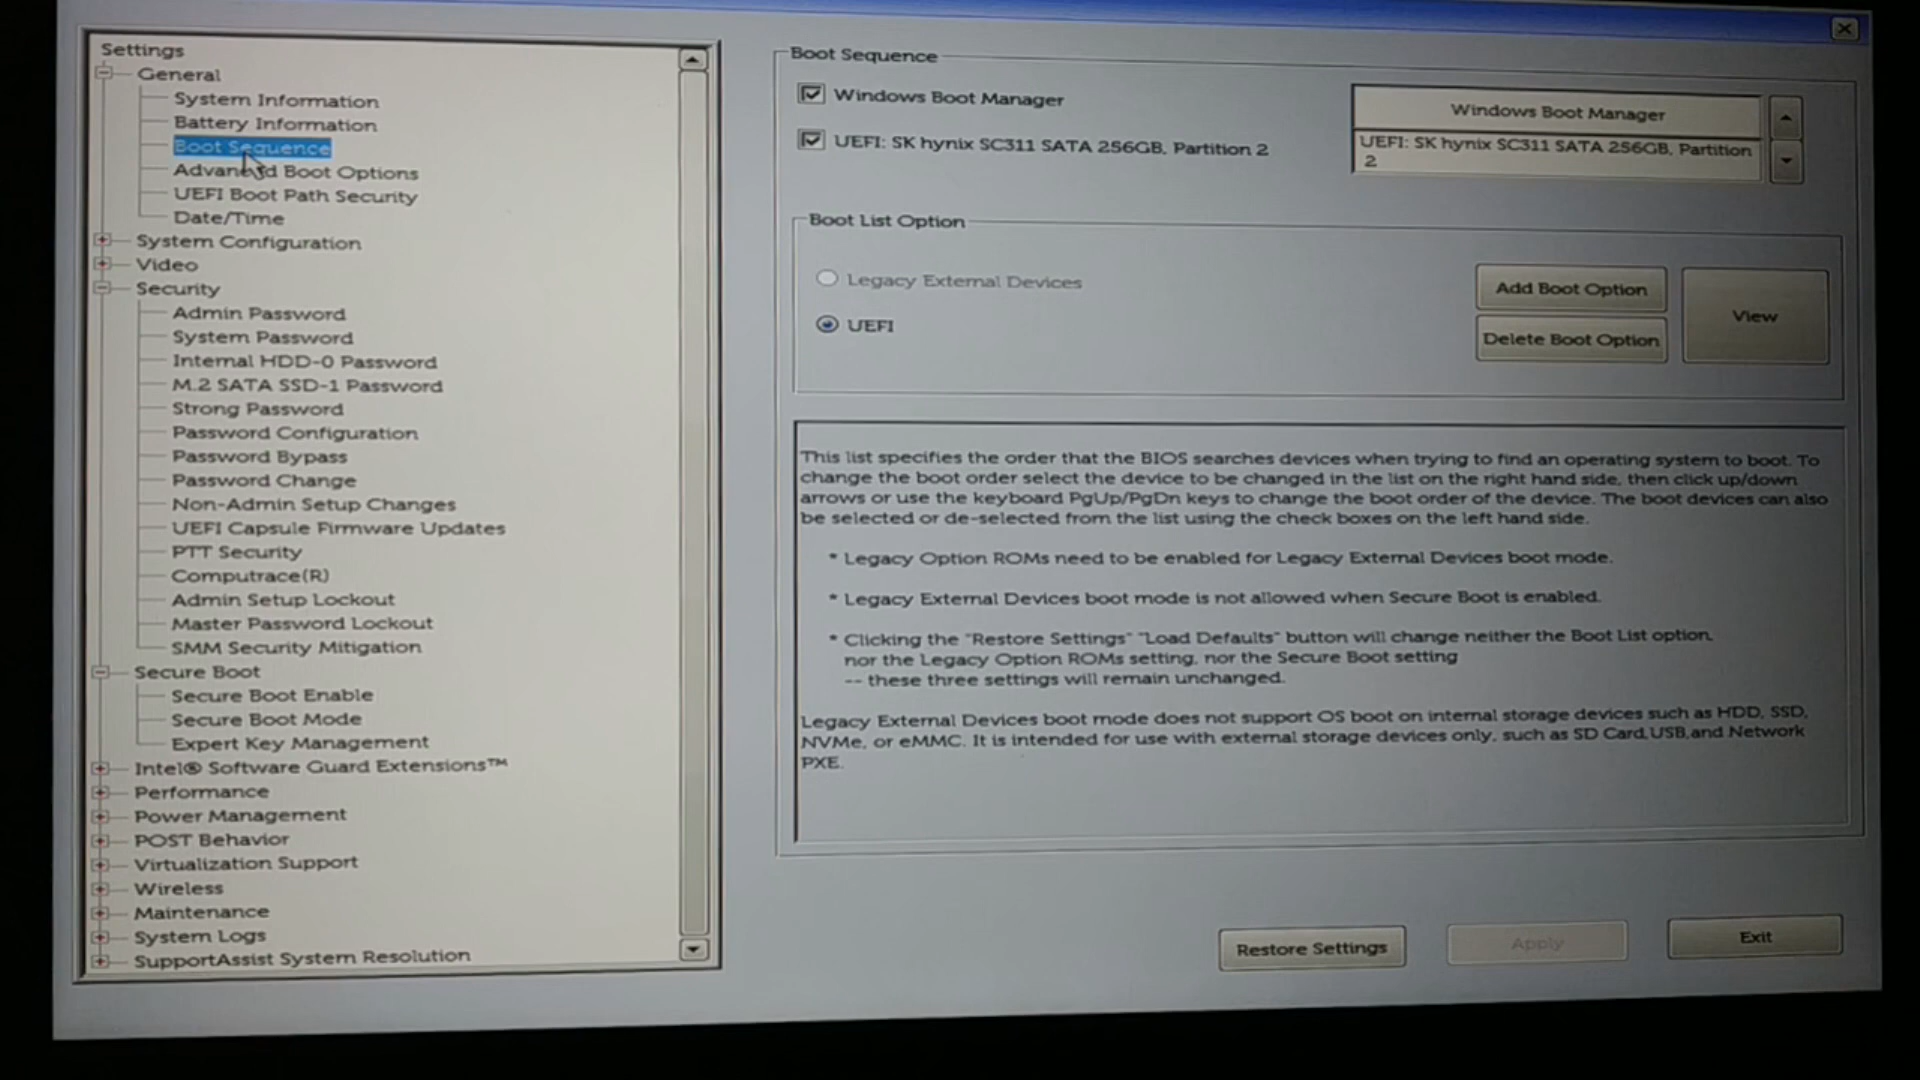 Settings
General
System Information
Battery Information
Boot Sequence
Advanced Boot Options
UEFI Boot Path Security
Date/Time
System Configuration
Video
Security
Admin Password
System Password
Internal HDD-0 Password
M.2 SATA SSD-1 Password
Strong Password
Password Configuration
Password Bypass
Password Change
Non-Admin Setup Changes
UEFI Capsule Firmware Updates
PTT Security
Computrace(R)
Admin Setup Lockout
Master Password Lockout
SMM Security Mitigation
Secure Boot
Secure Boot Enable
Secure Boot Mode
Expert Key Management
Intel® Software Guard Extensions™
Performance
Power Management
POST Behavior
Virtualization Support
Wireless
Maintenance
System Logs
SupportAssist System Resolution
Boot Sequence
Windows Boot Manager
UEFI: SK hynix SC311 SATA 256GB, Partition 2
Windows Boot Manager
UEFI: SK hynix SC311 SATA 256GB, Partition
2
Boot List Option
Legacy External Devices
UEFI
Add Boot Option
Delete Boot Option
View
This list specifies the order that the BIOS searches devices when trying to find an operating system to boot. To
change the boot order select the device to be changed in the list on the right hand side, then click up/down
arrows or use the keyboard PgUp/PgDn keys to change the boot order of the device. The boot devices can also
be selected or de-selected from the list using the check boxes on the left hand side.
* Legacy Option ROMs need to be enabled for Legacy External Devices boot mode.
* Legacy External Devices boot mode is not allowed when Secure Boot is enabled.
* Clicking the "Restore Settings" "Load Defaults" button will change neither the Boot List option,
nor the Legacy Option ROMs setting, nor the Secure Boot setting
-- these three settings will remain unchanged.
Legacy External Devices boot mode does not support OS boot on internal storage devices such as HDD, SSD,
NVMe, or eMMC. It is intended for use with external storage devices only, such as SD Card,USB,and Network
PXE.
Restore Settings
Apply
Exit